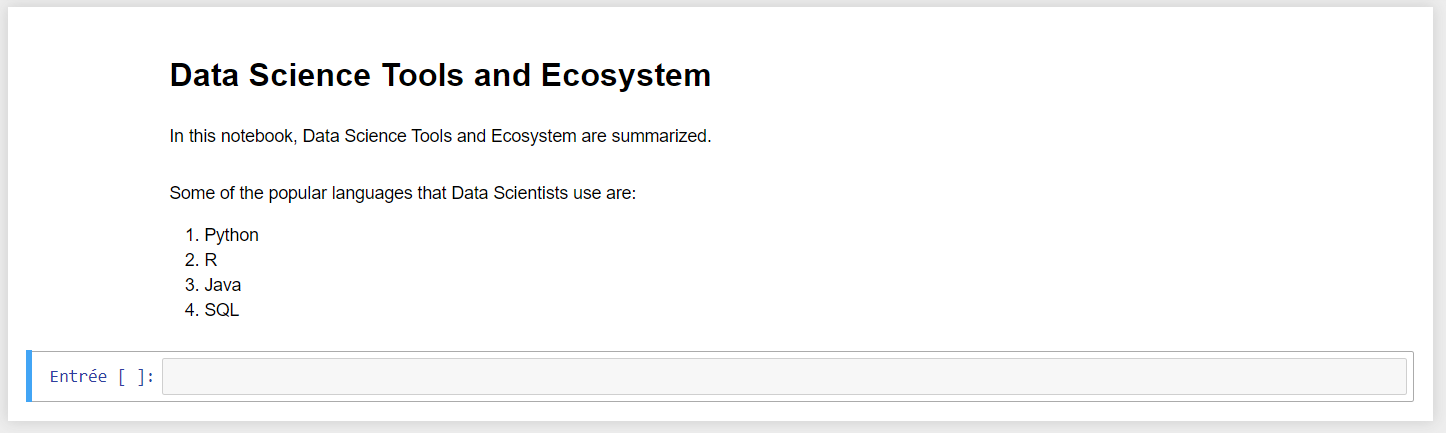 Data Science Tools and Ecosystem
In this notebook, Data Science Tools and Ecosystem are summarized.
Some of the popular languages that Data Scientists use are:
1. Python
2. R
3. Java
4. SQL
Entrée [ ]: